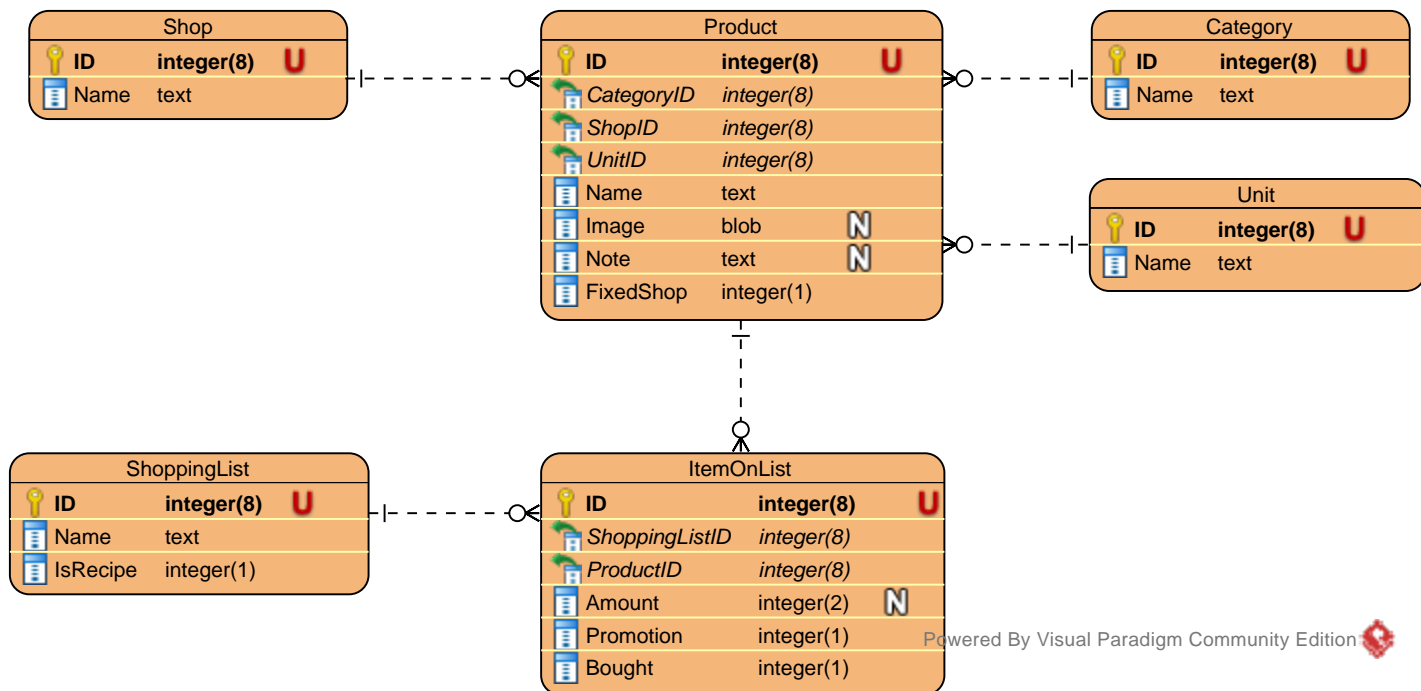 Shop
ID integer(8) U
Name text
Product
ID integer(8) U
CategoryID integer(8)
ShopID integer(8)
UnitID integer(8)
Name text
Image blob N
Note text N
FixedShop integer(1)
Category
ID integer(8) U
Name text
Unit
ID integer(8) U
Name text
ShoppingList
ID integer(8) U
Name text
IsRecipe integer(1)
ItemOnList
ID integer(8) U
ShoppingListID integer(8)
ProductID integer(8)
Amount integer(2) N
Promotion integer(1)
Bought integer(1)
Powered By Visual Paradigm Community Edition